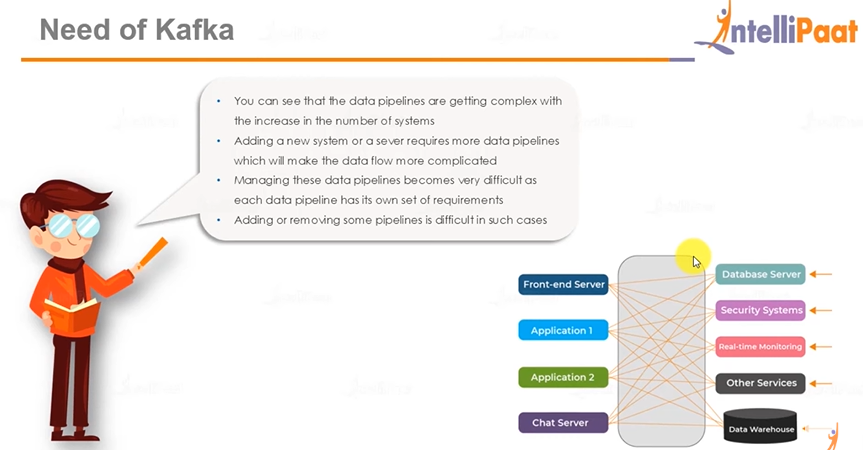 Need of Kafka
IntelliPaat
• You can see that the data pipelines are getting complex with
the increase in the number of systems
• Adding a new system or a sever requires more data pipelines
which will make the data flow more complicated
• Managing these data pipelines becomes very difficult as
each data pipeline has its own set of requirements
• Adding or removing some pipelines is difficult in such cases
Front-end Server
Application 1
Application 2
Chat Server
Database Server
Security Systems
Real-time Monitoring
Other Services
Data Warehouse